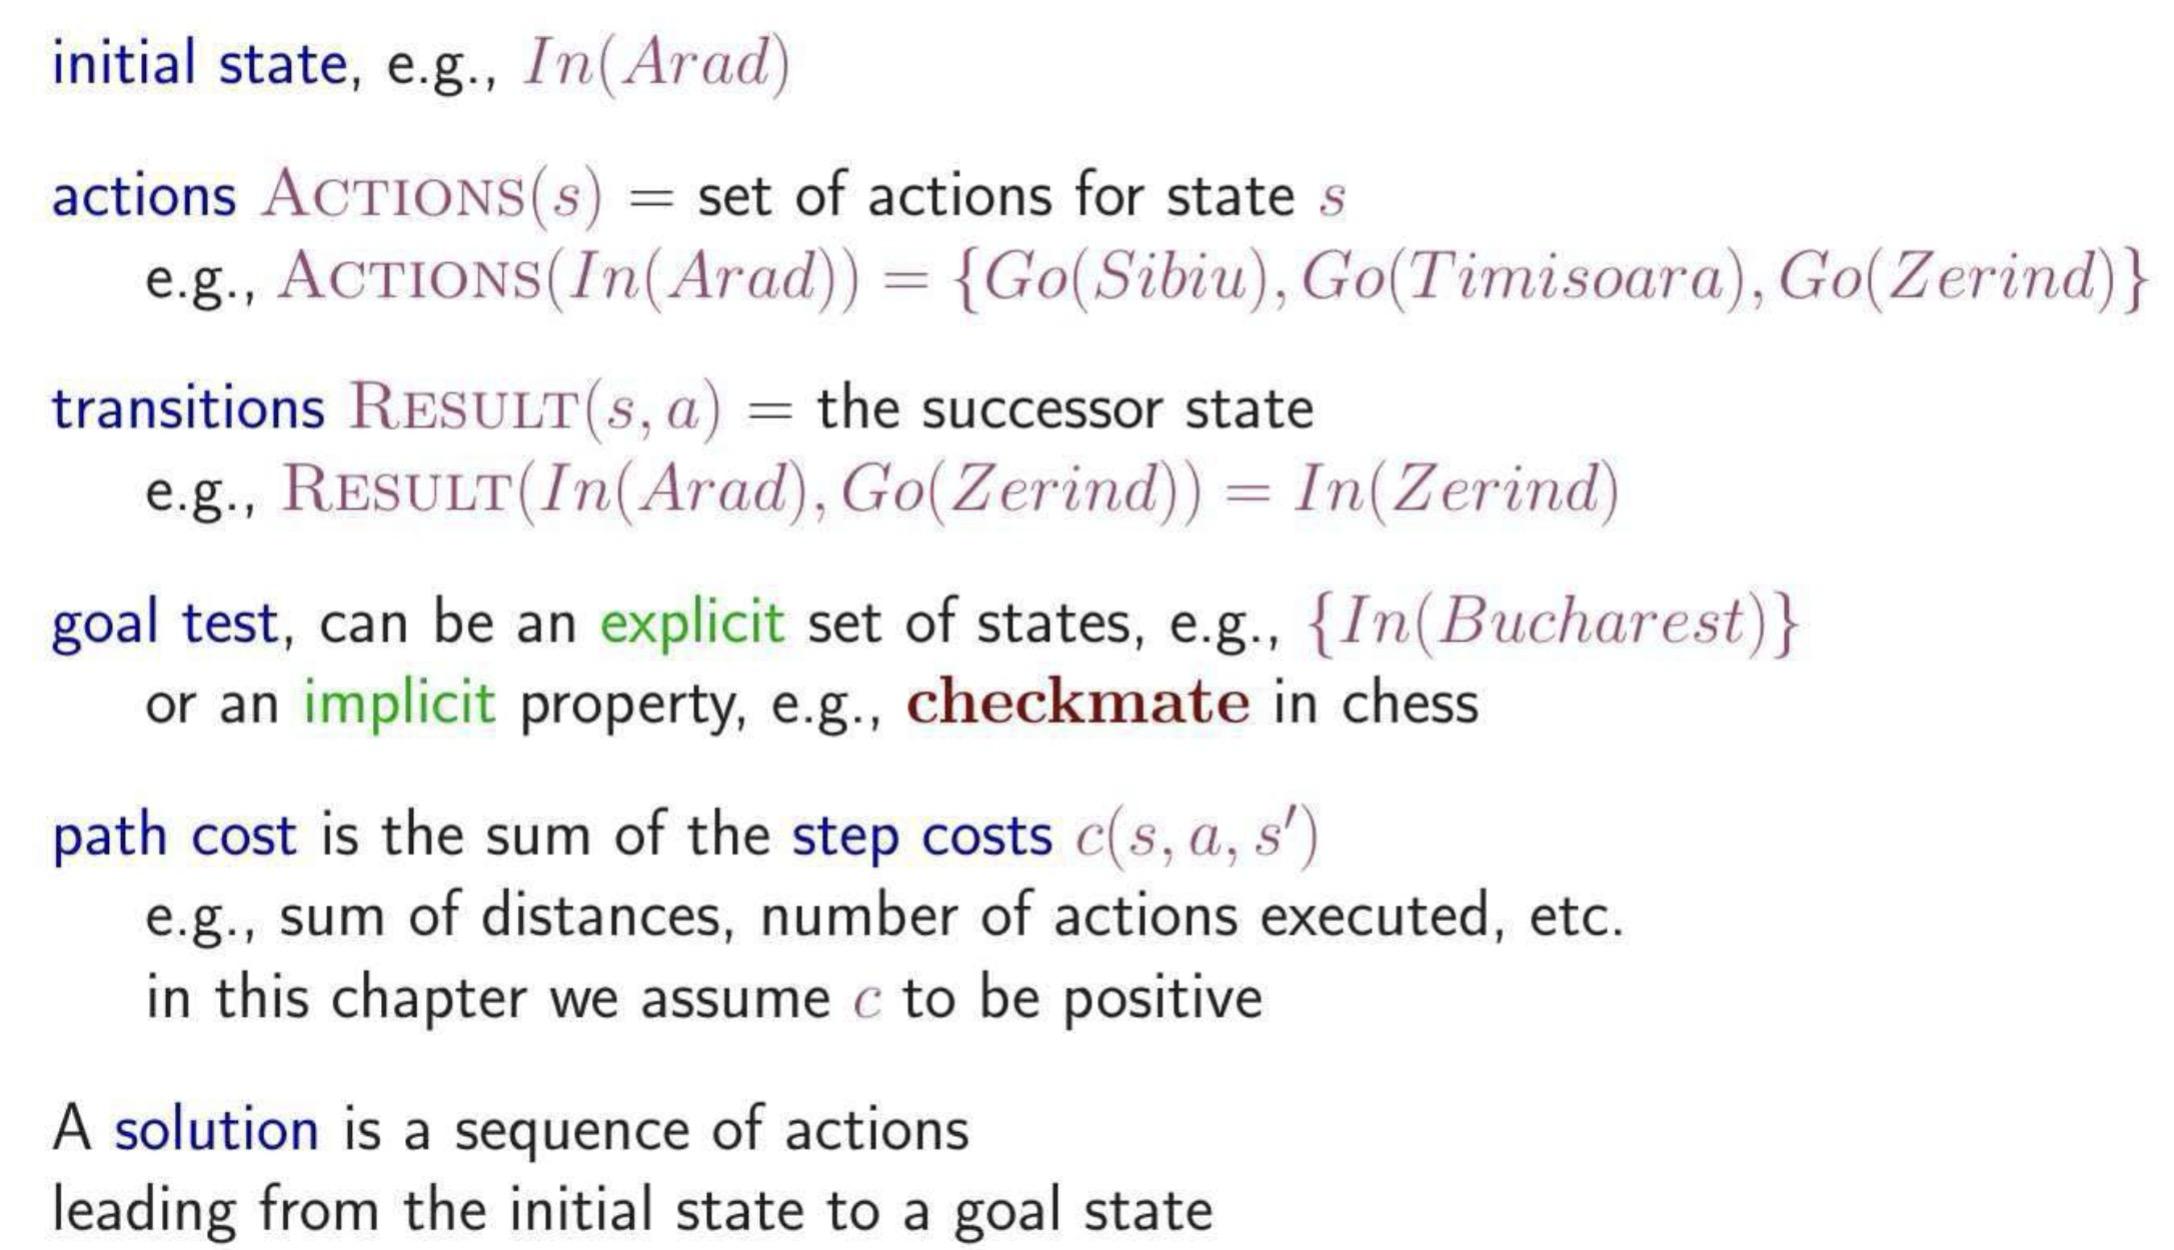 initial state, e.g., In(Arad)
actions ACTIONS(s) = set of actions for state s
e.g., ACTIONS(In(Arad)) = {Go(Sibiu), Go(Timisoara), Go(Zerind)}
transitions RESULT(s, a) = the successor state
e.g., RESULT(In(Arad), Go(Zerind)) = In(Zerind)
goal test, can be an explicit set of states, e.g., {In(Bucharest)}
or an implicit property, e.g., checkmate in chess
path cost is the sum of the step costs c(s, a, s′)
e.g., sum of distances, number of actions executed, etc.
in this chapter we assume c to be positive
A solution is a sequence of actions
leading from the initial state to a goal state